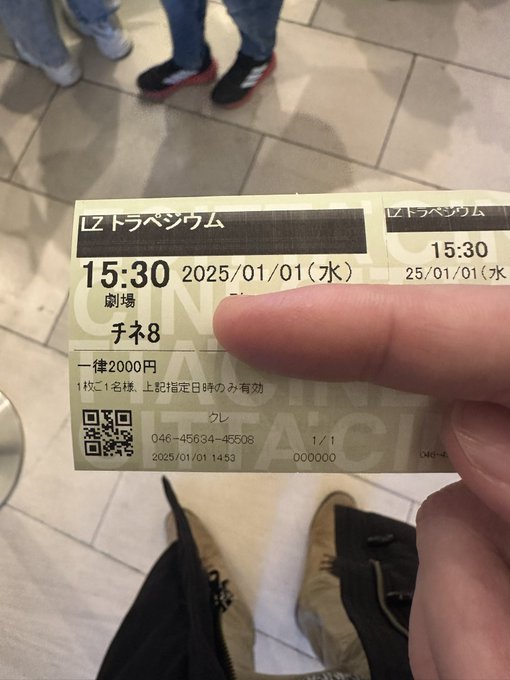 LZ トラペジウム
15:30 2025/01/01(水)
劇場
チネ8
一律2000円
1枚ご1名様、上記指定日時のみ有効
クレ
046-45634-45508 1/1
2025/01/01 14:53 000000
LZ トラペジウム
15:30
25/01/01(水
CINE
CITTA'